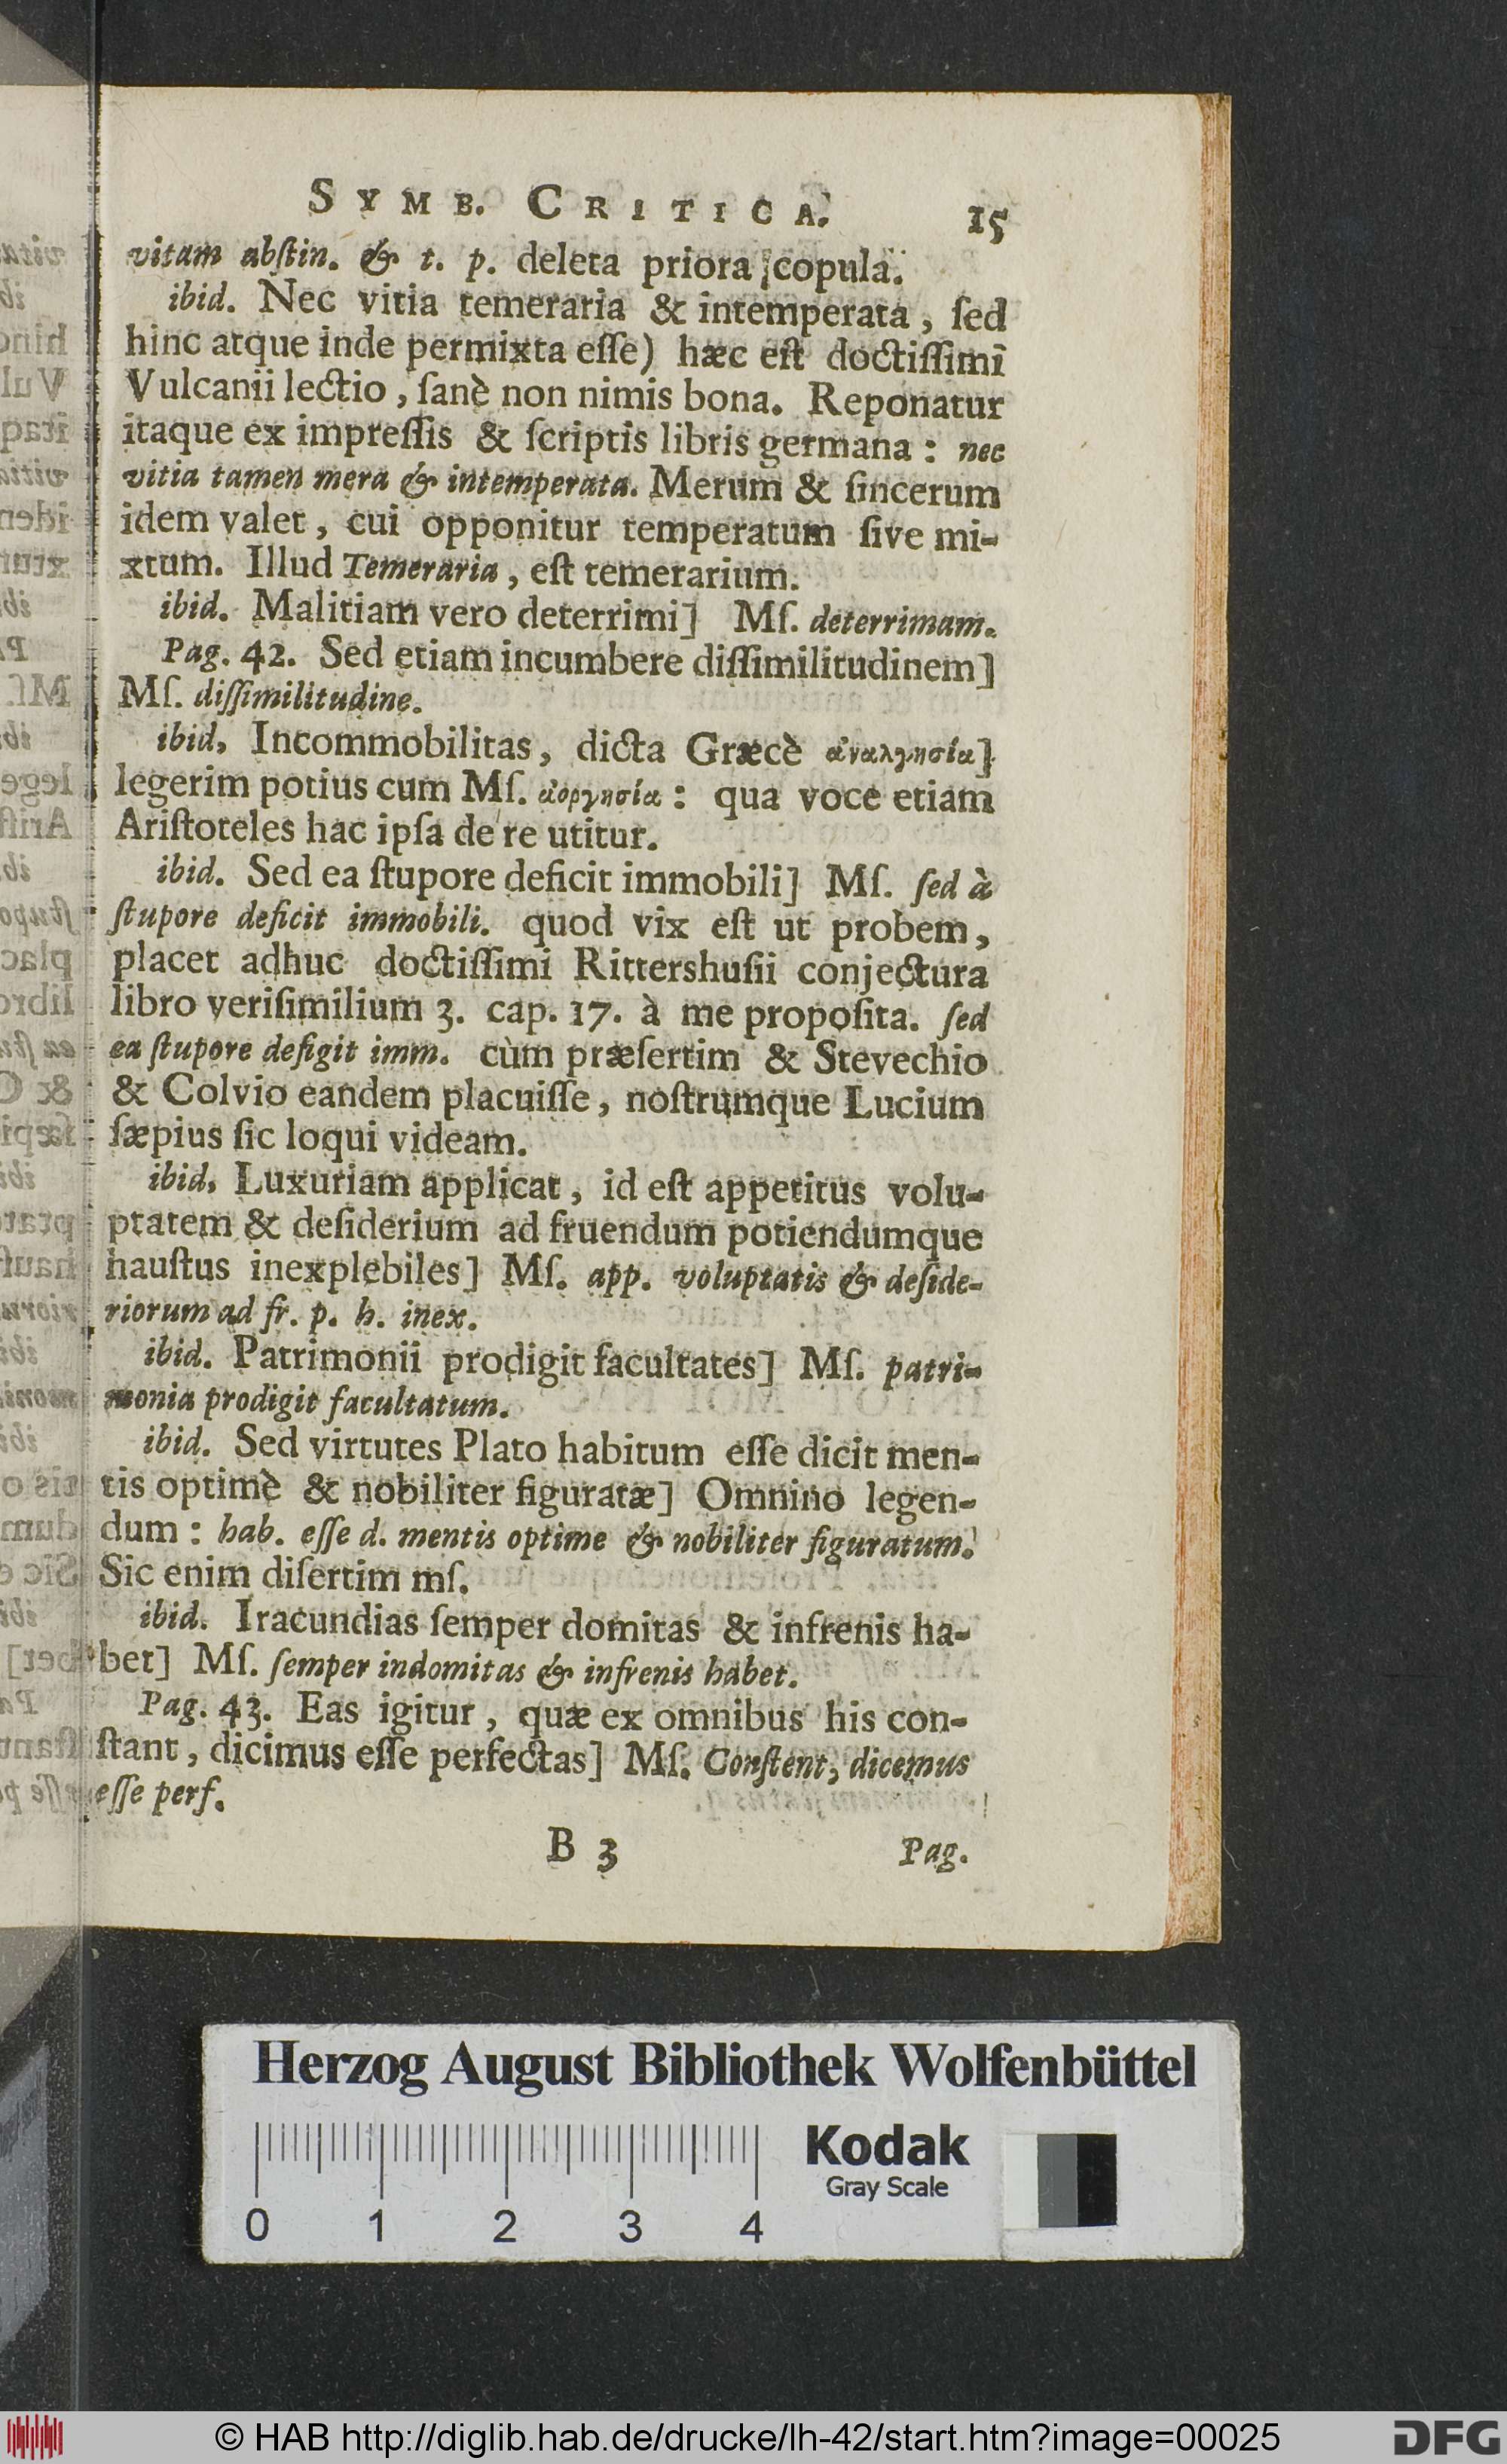 SYMB. CRITICA. 15
vitam abſtin. & t. p. deleta priora copula.
ibid. Nec vitia temeraria & intemperata, ſed
hinc atque inde permixta eſſe) hæc eſt doctiſſimi
Vulcanii lectio, ſanè non nimis bona. Reponatur
itaque ex impreſſis & ſcriptis libris germana: nec
vitia tamen mera & intemperata. Merum & ſincerum
idem valet, cui opponitur temperatum ſive mi-
xtum. Illud Temeraria, eſt temerarium.
ibid. Malitiam vero deterrimi] Mſ. deterrimam.
Pag. 42. Sed etiam incumbere diſſimilitudinem]
Mſ. diſſimilitudine.
ibid. Incommobilitas, dicta Græcè ἀναλγησία]
legerim potius cum Mſ. ἀοργησία: qua voce etiam
Ariſtoteles hac ipſa de re utitur.
ibid. Sed ea ſtupore deficit immobili] Mſ. ſed à
ſtupore deficit immobili. quod vix eſt ut probem,
placet adhuc doctiſſimi Rittershuſii conjectura
libro veriſimilium 3. cap. 17. à me propoſita. ſed
ea ſtupore defigit imm. cùm præſertim & Stevechio
& Colvio eandem placuiſſe, noſtrumque Lucium
ſæpius ſic loqui videam.
ibid. Luxuriam applicat, id eſt appetitus volu-
ptatem & deſiderium ad fruendum potiendumque
hauſtus inexplebiles] Mſ. app. voluptatis & deſide-
riorum ad fr. p. h. inex.
ibid. Patrimonii prodigit facultates] Mſ. patri-
monia prodigit facultatum.
ibid. Sed virtutes Plato habitum eſſe dicit men-
tis optimè & nobiliter figuratæ] Omnino legen-
dum: hab. eſſe d. mentis optime & nobiliter figuratum.
Sic enim diſertim mſ.
ibid. Iracundias ſemper domitas & infrenis ha-
bet] Mſ. ſemper indomitas & infrenis habet.
Pag. 43. Eas igitur, quæ ex omnibus his con-
ſtant, dicimus eſſe perfectas] Mſ. Conſtent, dicemus
eſſe perf.
B 3 Pag.
Herzog August Bibliothek Wolfenbüttel
Kodak
Gray Scale
0 1 2 3 4
© HAB http://diglib.hab.de/drucke/lh-42/start.htm?image=00025
DFG